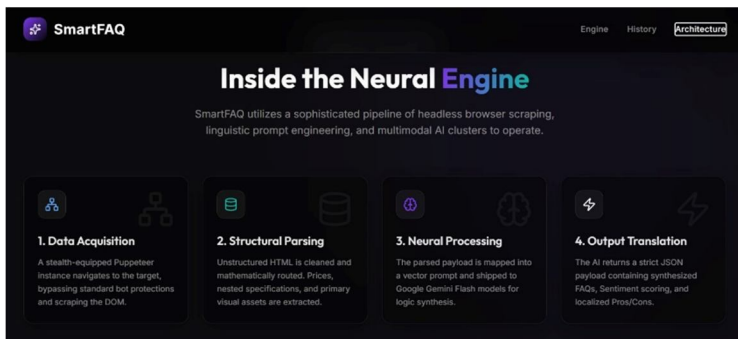 SmartFAQ
Engine History Architecture
Inside the Neural Engine
SmartFAQ utilizes a sophisticated pipeline of headless browser scraping,
linguistic prompt engineering, and multimodal AI clusters to operate.
1. Data Acquisition
A stealth-equipped Puppeteer
instance navigates to the target,
bypassing standard bot protections
and scraping the DOM.
2. Structural Parsing
Unstructured HTML is cleaned and
mathematically routed. Prices,
nested specifications, and primary
visual assets are extracted.
3. Neural Processing
The parsed payload is mapped into
a vector prompt and shipped to
Google Gemini Flash models for
logic synthesis.
4. Output Translation
The AI returns a strict JSON
payload containing synthesized
FAQs, Sentiment scoring, and
localized Pros/Cons.